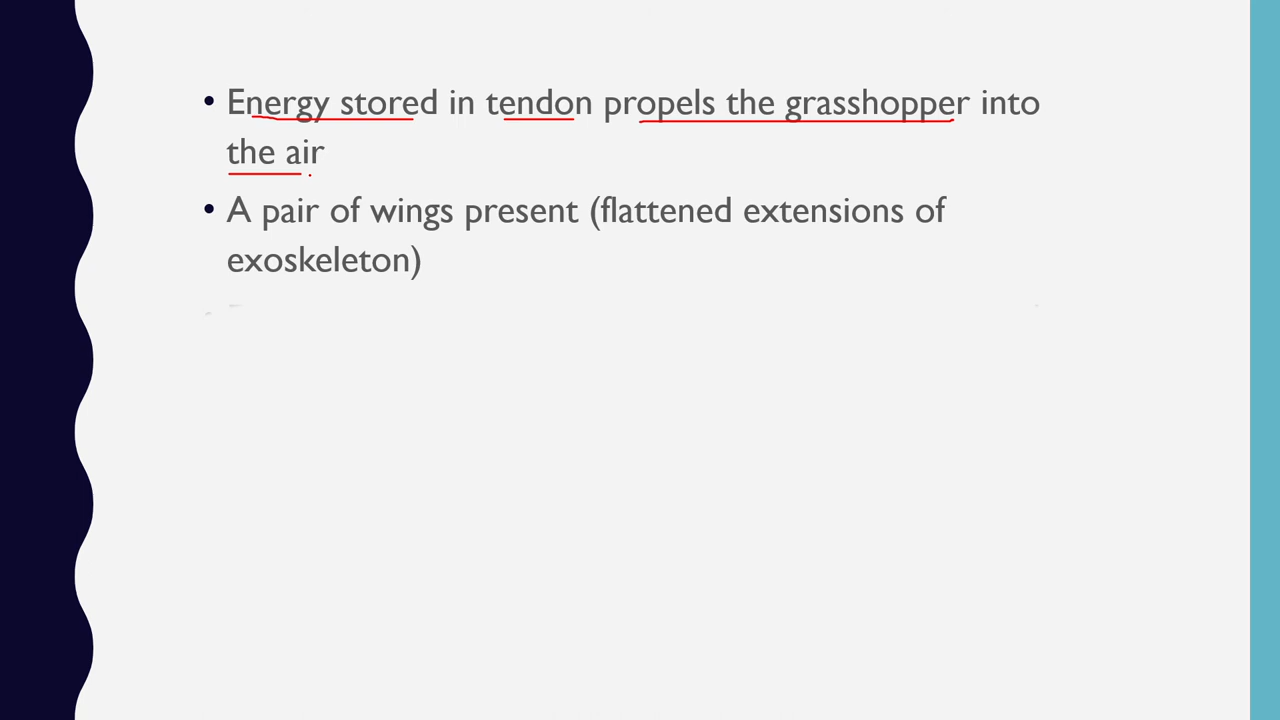 • Energy stored in tendon propels the grasshopper into
the air
• A pair of wings present (flattened extensions of
exoskeleton)